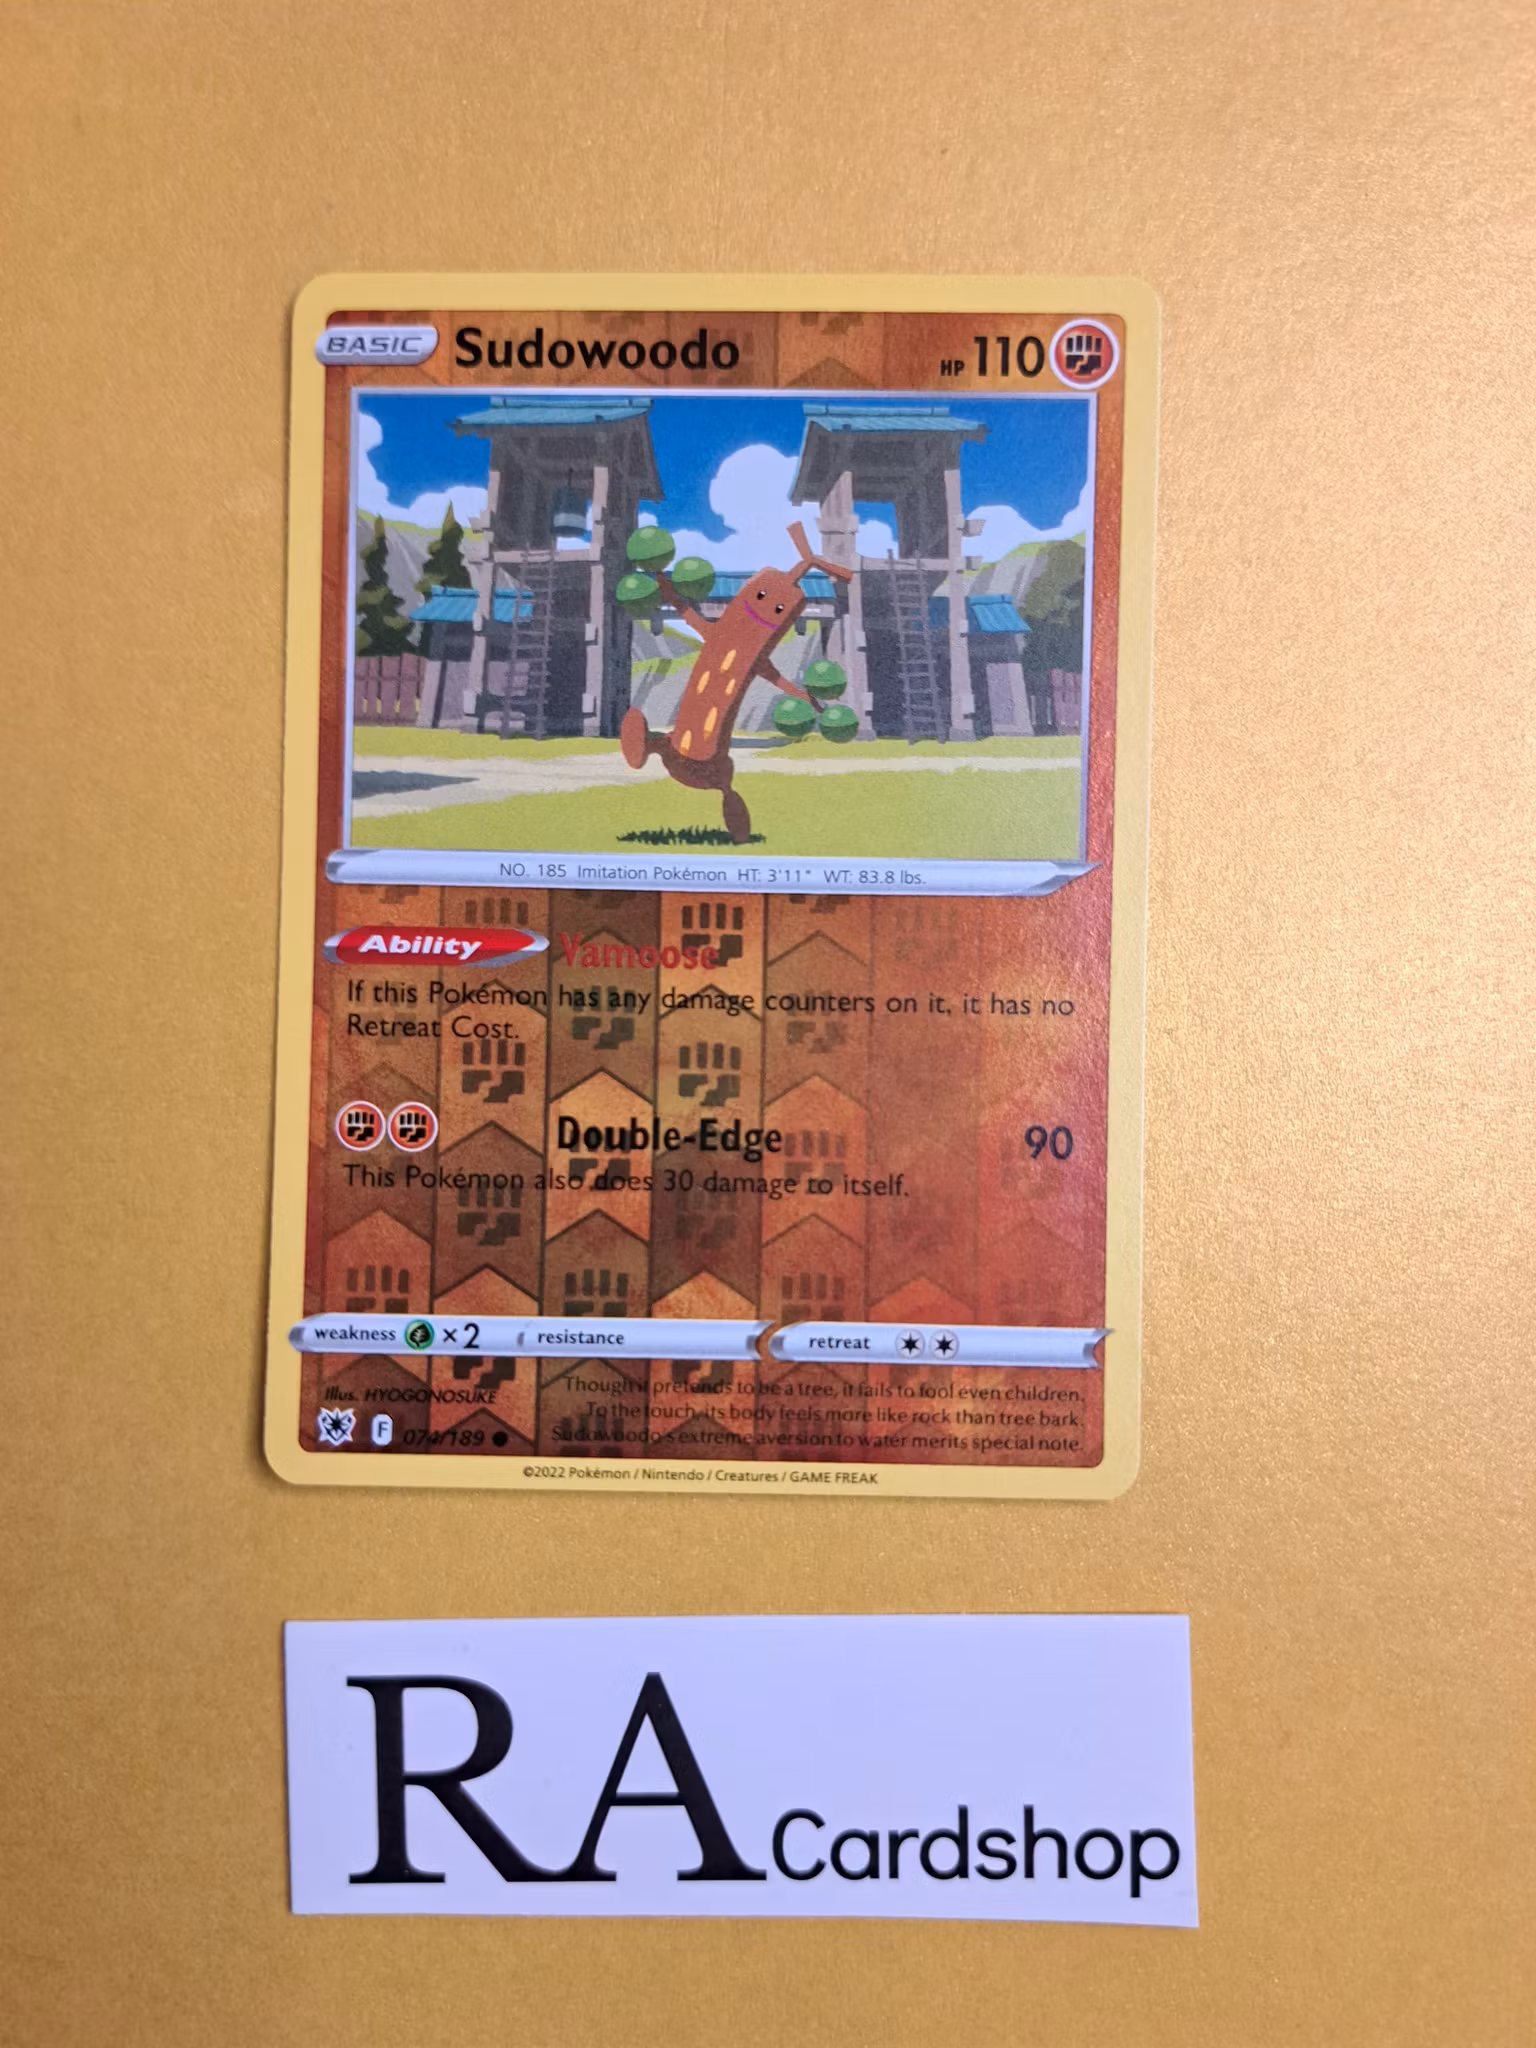 BASIC Sudowoodo HP 110
NO. 185 Imitation Pokémon HT: 3'11" WT: 83.8 lbs.
Ability Vamoose
If this Pokémon has any damage counters on it, it has no
Retreat Cost.
Double-Edge 90
This Pokémon also does 30 damage to itself.
weakness ×2 resistance retreat
Illus. HYOGONOSUKE
Though it pretends to be a tree, it fails to fool even children.
To the touch, its body feels more like rock than tree bark.
Sudowoodo's extreme aversion to water merits special note.
F 074/189
©2022 Pokémon / Nintendo / Creatures / GAME FREAK
RA Cardshop